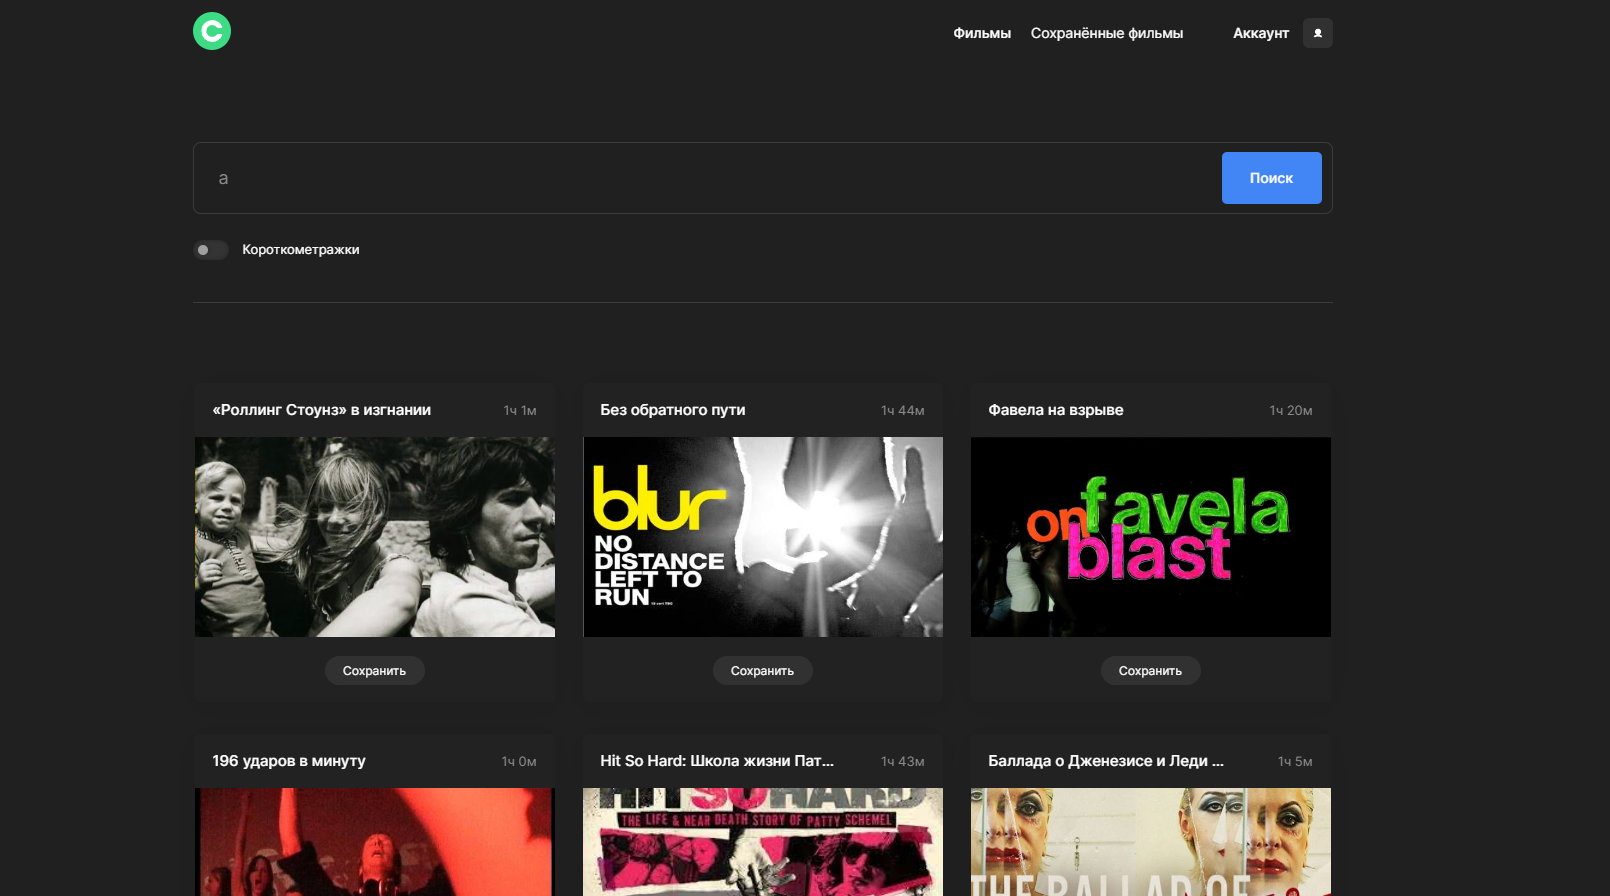 Фильмы Сохранённые фильмы Аккаунт
а
Поиск
Короткометражки
«Роллинг Стоунз» в изгнании 1ч 1м
Без обратного пути 1ч 44м
Фавела на взрыве 1ч 20м
blur
NO
DISTANCE
LEFT TO
RUN
favela
on
blast
Сохранить
Сохранить
Сохранить
196 ударов в минуту 1ч 0м
Hit So Hard: Школа жизни Пат... 1ч 43м
Баллада о Дженезисе и Леди ... 1ч 5м
HIT SO HARD
THE LIFE & NEAR DEATH STORY OF PATTY SCHEMEL
THE BALLAD OF